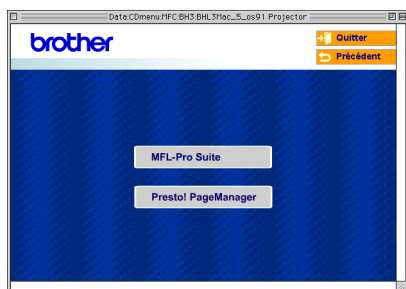 Data:CDmenu:MFC:BH3:BHL3Mac_5_os91 Projector
brother
Quitter
Précédent
MFL-Pro Suite
Presto! PageManager